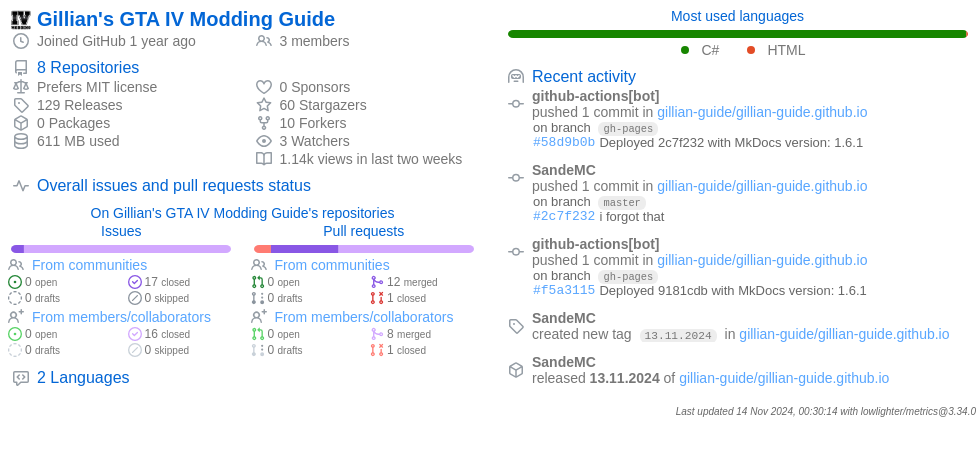 Gillian's GTA IV Modding Guide
Joined GitHub 1 year ago
3 members
8 Repositories
Prefers MIT license
0 Sponsors
129 Releases
60 Stargazers
0 Packages
10 Forkers
611 MB used
3 Watchers
1.14k views in last two weeks
Overall issues and pull requests status
On Gillian's GTA IV Modding Guide's repositories
Issues
From communities
0 open
17 closed
0 drafts
0 skipped
From members/collaborators
0 open
16 closed
0 drafts
0 skipped
Pull requests
From communities
0 open
12 merged
0 drafts
1 closed
From members/collaborators
0 open
8 merged
0 drafts
1 closed
2 Languages
Most used languages
C#
HTML
Recent activity
github-actions[bot]
pushed 1 commit in gillian-guide/gillian-guide.github.io
on branch gh-pages
#58d9b0b Deployed 2c7f232 with MkDocs version: 1.6.1
SandeMC
pushed 1 commit in gillian-guide/gillian-guide.github.io
on branch master
#2c7f232 i forgot that
github-actions[bot]
pushed 1 commit in gillian-guide/gillian-guide.github.io
on branch gh-pages
#f5a3115 Deployed 9181cdb with MkDocs version: 1.6.1
SandeMC
created new tag 13.11.2024 in gillian-guide/gillian-guide.github.io
SandeMC
released 13.11.2024 of gillian-guide/gillian-guide.github.io
Last updated 14 Nov 2024, 00:30:14 with lowlighter/metrics@3.34.0